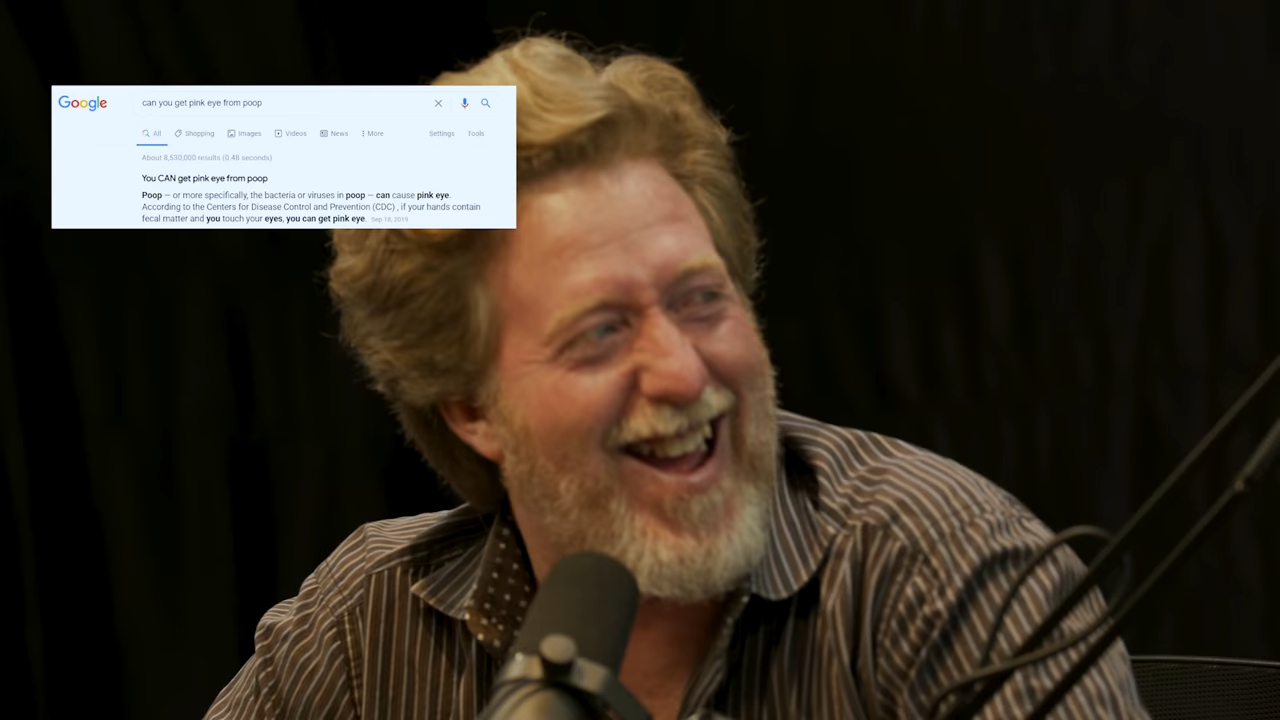 Google can you get pink eye from poop
All Shopping Images Videos News More Settings Tools
About 8,530,000 results (0.48 seconds)
You CAN get pink eye from poop
Poop — or more specifically, the bacteria or viruses in poop — can cause pink eye.
According to the Centers for Disease Control and Prevention (CDC) , if your hands contain
fecal matter and you touch your eyes, you can get pink eye. Sep 18, 2019